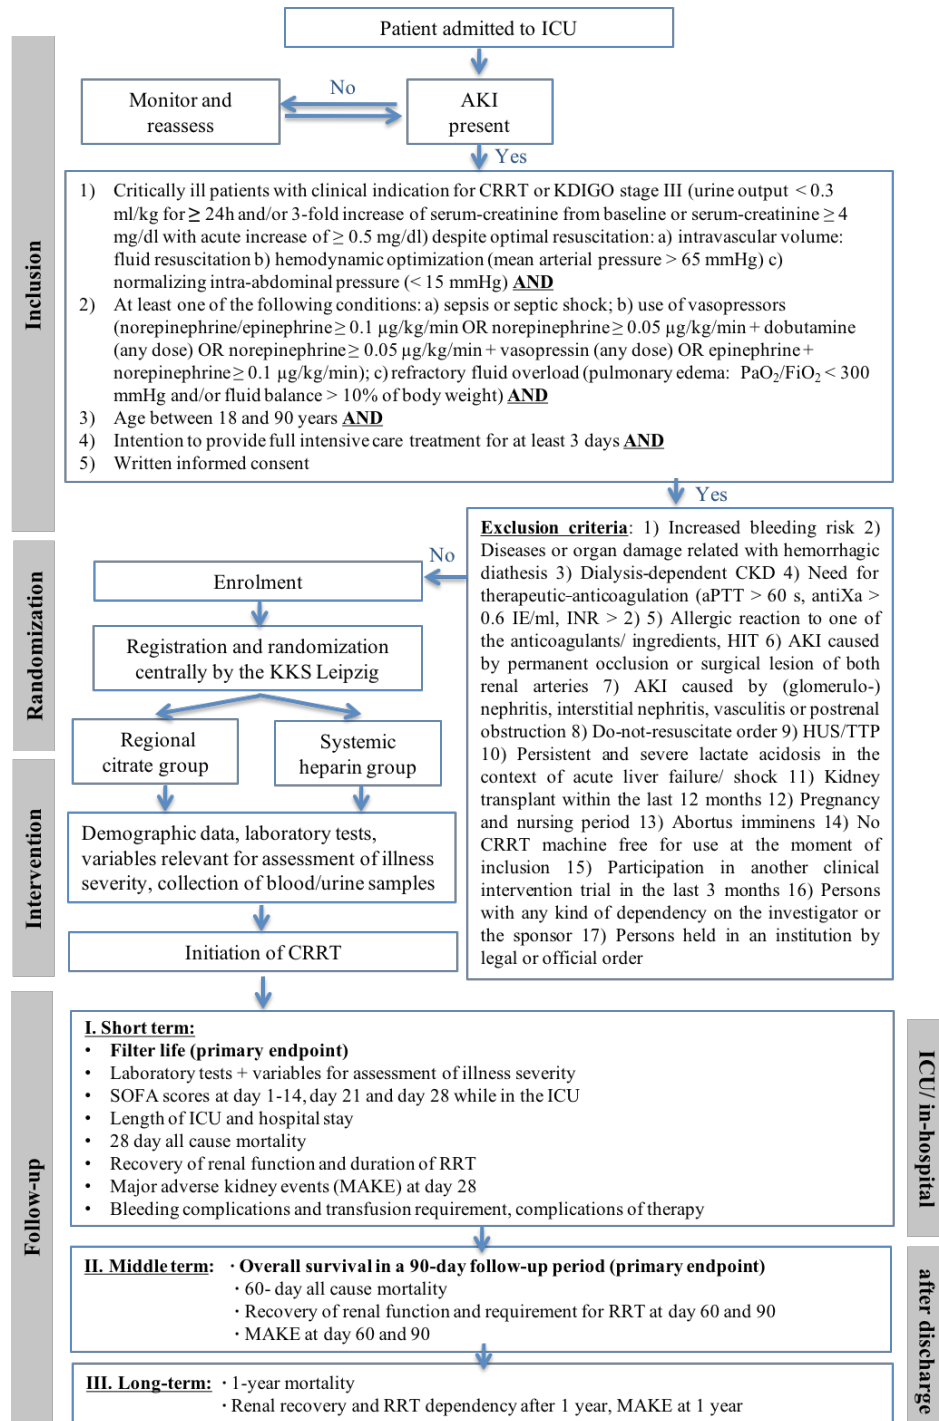 Patient admitted to ICU
No
Monitor and
reassess
AKI
present
Yes
Inclusion
1) Critically ill patients with clinical indication for CRRT or KDIGO stage III (urine output < 0.3
ml/kg for ≥ 24h and/or 3-fold increase of serum-creatinine from baseline or serum-creatinine ≥ 4
mg/dl with acute increase of ≥ 0.5 mg/dl) despite optimal resuscitation: a) intravascular volume:
fluid resuscitation b) hemodynamic optimization (mean arterial pressure > 65 mmHg) c)
normalizing intra-abdominal pressure (< 15 mmHg) AND
2) At least one of the following conditions: a) sepsis or septic shock; b) use of vasopressors
(norepinephrine/epinephrine ≥ 0.1 µg/kg/min OR norepinephrine ≥ 0.05 µg/kg/min + dobutamine
(any dose) OR norepinephrine ≥ 0.05 µg/kg/min + vasopressin (any dose) OR epinephrine +
norepinephrine ≥ 0.1 µg/kg/min); c) refractory fluid overload (pulmonary edema: PaO2/FiO2 < 300
mmHg and/or fluid balance > 10% of body weight) AND
3) Age between 18 and 90 years AND
4) Intention to provide full intensive care treatment for at least 3 days AND
5) Written informed consent
Yes
Exclusion criteria: 1) Increased bleeding risk 2)
Diseases or organ damage related with hemorrhagic
diathesis 3) Dialysis-dependent CKD 4) Need for
therapeutic-anticoagulation (aPTT > 60 s, antiXa >
0.6 IE/ml, INR > 2) 5) Allergic reaction to one of
the anticoagulants/ ingredients, HIT 6) AKI caused
by permanent occlusion or surgical lesion of both
renal arteries 7) AKI caused by (glomerulo-)
nephritis, interstitial nephritis, vasculitis or postrenal
obstruction 8) Do-not-resuscitate order 9) HUS/TTP
10) Persistent and severe lactate acidosis in the
context of acute liver failure/ shock 11) Kidney
transplant within the last 12 months 12) Pregnancy
and nursing period 13) Abortus imminens 14) No
CRRT machine free for use at the moment of
inclusion 15) Participation in another clinical
intervention trial in the last 3 months 16) Persons
with any kind of dependency on the investigator or
the sponsor 17) Persons held in an institution by
legal or official order
No
Randomization
Enrolment
Registration and randomization
centrally by the KKS Leipzig
Regional
citrate group
Systemic
heparin group
Intervention
Demographic data, laboratory tests,
variables relevant for assessment of illness
severity, collection of blood/urine samples
Initiation of CRRT
Follow-up
I. Short term:
• Filter life (primary endpoint)
• Laboratory tests + variables for assessment of illness severity
• SOFA scores at day 1-14, day 21 and day 28 while in the ICU
• Length of ICU and hospital stay
• 28 day all cause mortality
• Recovery of renal function and duration of RRT
• Major adverse kidney events (MAKE) at day 28
• Bleeding complications and transfusion requirement, complications of therapy
ICU/ in-hospital
II. Middle term: · Overall survival in a 90-day follow-up period (primary endpoint)
· 60- day all cause mortality
· Recovery of renal function and requirement for RRT at day 60 and 90
· MAKE at day 60 and 90
after discharge
III. Long-term: · 1-year mortality
· Renal recovery and RRT dependency after 1 year, MAKE at 1 year